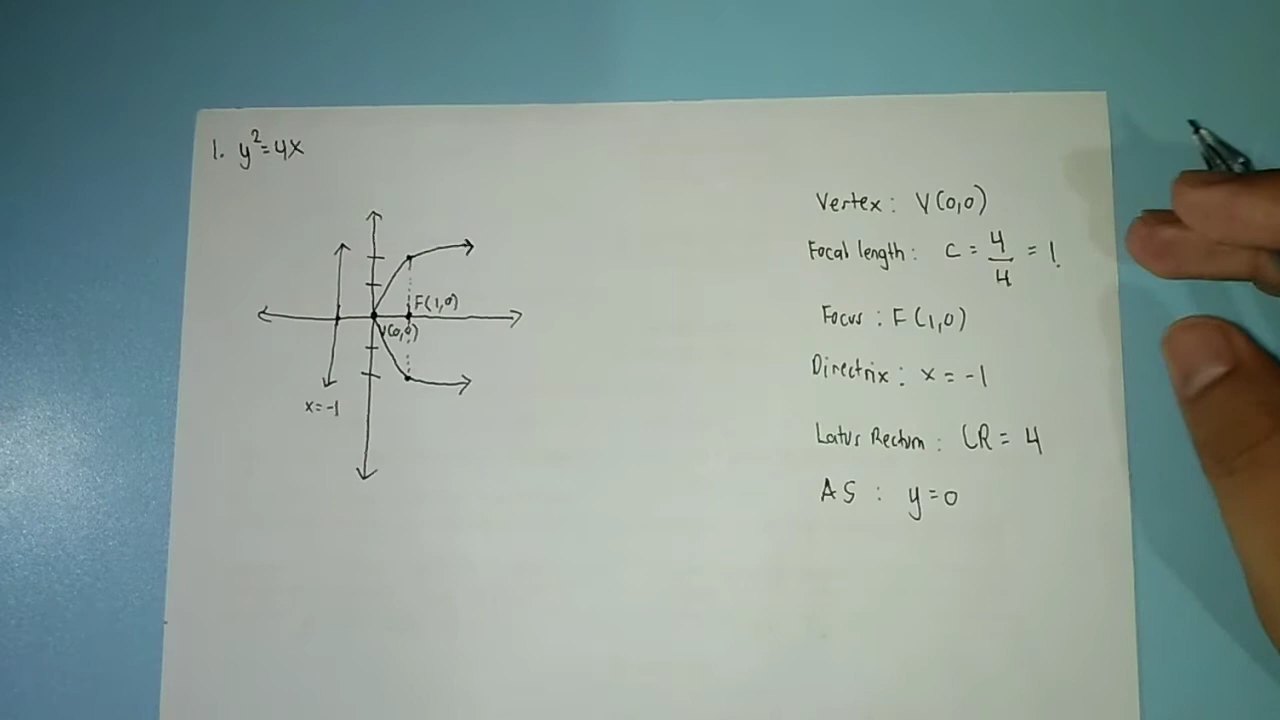 1. y²=4x
Vertex: V(0,0)
Focal length: c = 4/4 = 1
Focus : F(1,0)
Directrix : x = -1
Latus Rectum : LR = 4
AS : y=0
F(1,0)
V(0,0)
x=-1